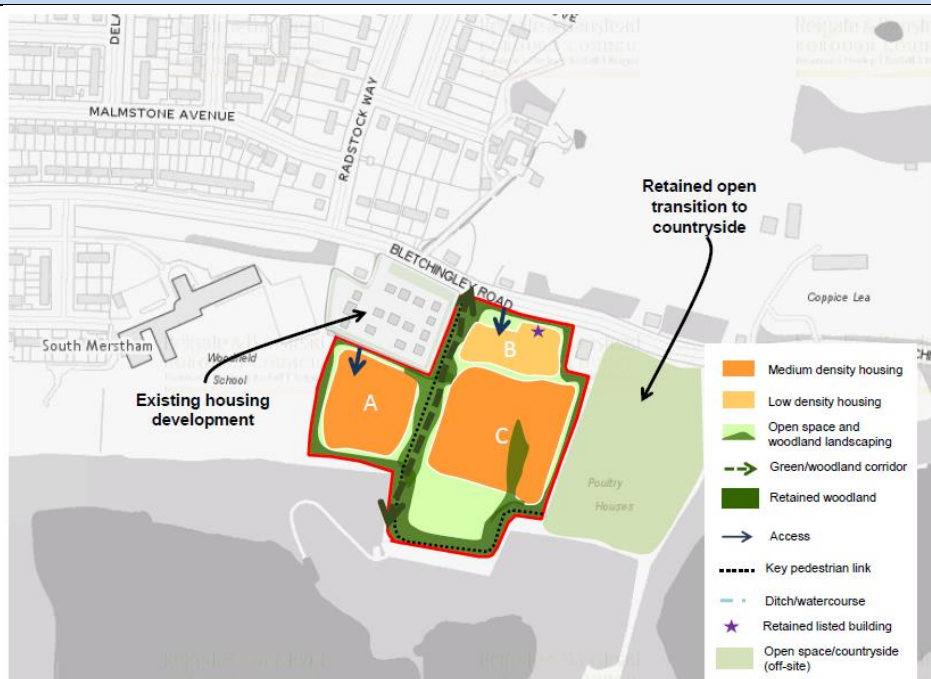 MALMSTONE AVENUE
RADSTOCK WAY
BLETCHINGLEY ROAD
Retained open
transition to
countryside
Coppice Lea
South Merstham
School
Existing housing
development
A
B
C
Poultry
Houses
Medium density housing
Low density housing
Open space and
woodland landscaping
Green/woodland corridor
Retained woodland
Access
Key pedestrian link
Ditch/watercourse
Retained listed building
Open space/countryside
(off-site)